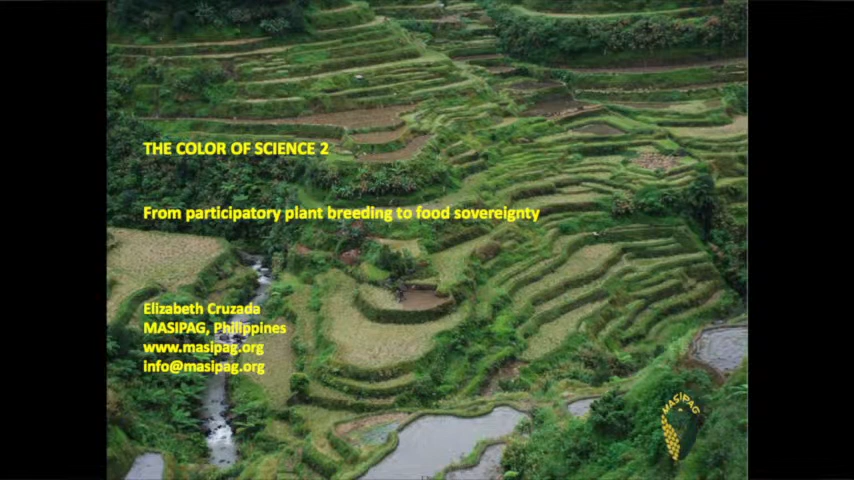 THE COLOR OF SCIENCE 2
From participatory plant breeding to food sovereignty
Elizabeth Cruzada
MASIPAG, Philippines
www.masipag.org
info@masipag.org
MASIPAG